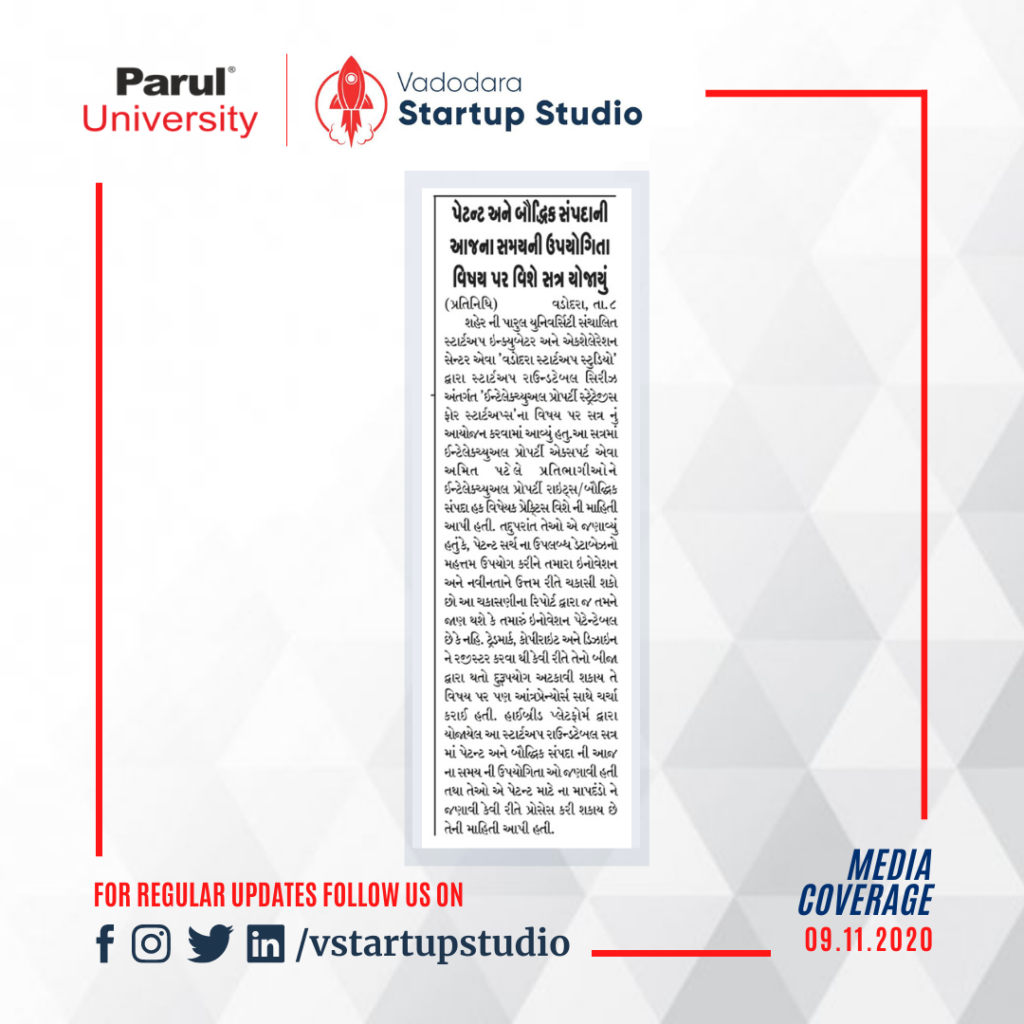 Parul®
University
Vadodara
Startup Studio
પેટન્ટ અને બૌદ્ધિક સંપદાની
આજના સમયની ઉપયોગિતા
વિષય પર વિશે સત્ર યોજાયું
(પ્રતિનિધિ) વડોદરા, તા.૮
શહેર ની પારુલ યુનિવર્સિટી સંચાલિત
સ્ટાર્ટઅપ ઇન્ક્યુબેટર અને એક્શેલેરેશન
સેન્ટર એવા 'વડોદરા સ્ટાર્ટઅપ સ્ટુડિયો'
દ્વારા સ્ટાર્ટઅપ રાઉન્ડટેબલ સિરીઝ
અંતર્ગત 'ઈન્ટેલેક્ચ્યુઅલ પ્રોપર્ટી સ્ટ્રેટેજીસ
ફોર સ્ટાર્ટઅપ્સ'ના વિષય પર સત્ર નું
આયોજન કરવામાં આવ્યું હતુ.આ સત્રમાં
ઈન્ટેલેક્ચ્યુઅલ પ્રોપર્ટી એક્સપર્ટ એવા
અમિત પટેલે પ્રતિભાગીઓને
ઈન્ટેલેક્ચ્યુઅલ પ્રોપર્ટી રાઇટ્સ/બૌદ્ધિક
સંપદા હક વિષેયક પ્રેક્ટિસ વિશે ની માહિતી
આપી હતી. તદુપરાંત તેઓ એ જણાવ્યું
હતું કે, પેટન્ટ સર્ચ ના ઉપલબ્ધ ડેટાબેઝનો
મહત્તમ ઉપયોગ કરીને તમારા ઇનોવેશન
અને નવીનતાને ઉત્તમ રીતે ચકાસી શકો
છો આ ચકાસણીના રિપોર્ટ દ્વારા જ તમને
જાણ થશે કે તમારું ઇનોવેશન પેટેન્ટેબલ
છે કે નહિ. ટ્રેડમાર્ક, કોપીરાઇટ અને ડિઝાઇન
ને રજીસ્ટર કરવા થી કેવી રીતે તેનો બીજા
દ્વારા થતો દુરૂપયોગ અટકાવી શકાય તે
વિષય પર પણ આંત્રપ્રેન્યોર્સ સાથે ચર્ચા
કરાઈ હતી. હાઈબ્રીડ પ્લેટફોર્મ દ્વારા
યોજાયેલ આ સ્ટાર્ટઅપ રાઉન્ડટેબલ સત્ર
માં પેટન્ટ અને બૌદ્ધિક સંપદા ની આજ
ના સમય ની ઉપયોગિતા ઓ જણાવી હતી
તથા તેઓ એ પેટન્ટ માટે ના માપદંડો ને
જણાવી કેવી રીતે પ્રોસેસ કરી શકાય છે
તેની માહિતી આપી હતી.
FOR REGULAR UPDATES FOLLOW US ON
/vstartupstudio
MEDIA
COVERAGE
09.11.2020